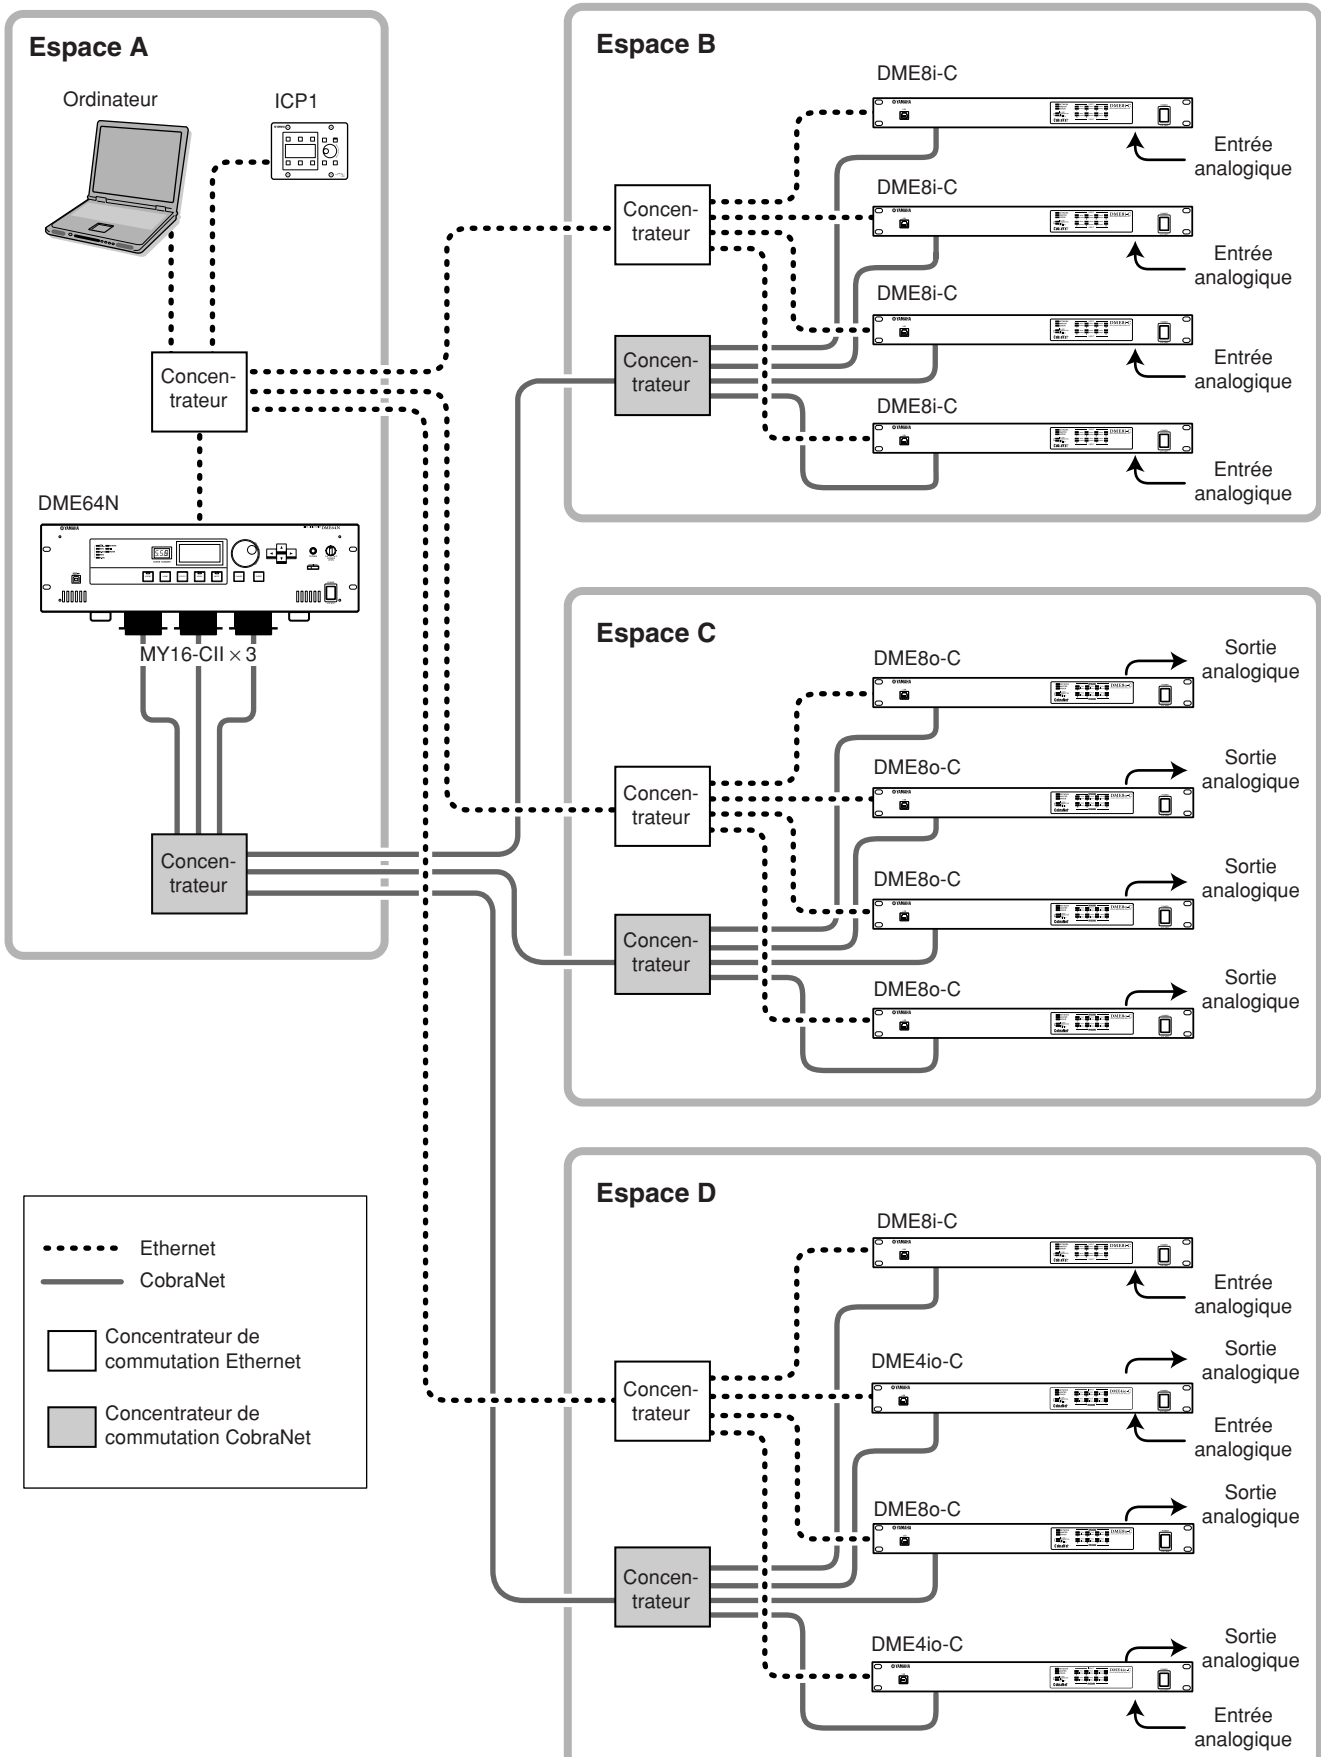 Espace A
Ordinateur
ICP1
Concen-
trateur
DME64N
YAMAHA
DME64N
MY16-CII × 3
Concen-
trateur
Espace B
DME8i-C
Entrée
analogique
DME8i-C
Entrée
analogique
DME8i-C
Entrée
analogique
DME8i-C
Entrée
analogique
Concen-
trateur
Concen-
trateur
Espace C
DME8o-C
Sortie
analogique
DME8o-C
Sortie
analogique
DME8o-C
Sortie
analogique
DME8o-C
Sortie
analogique
Concen-
trateur
Concen-
trateur
Espace D
DME8i-C
Entrée
analogique
DME4io-C
Sortie
analogique
Entrée
analogique
DME8o-C
Sortie
analogique
DME4io-C
Sortie
analogique
Entrée
analogique
Concen-
trateur
Concen-
trateur
Ethernet
CobraNet
Concentrateur de
commutation Ethernet
Concentrateur de
commutation CobraNet